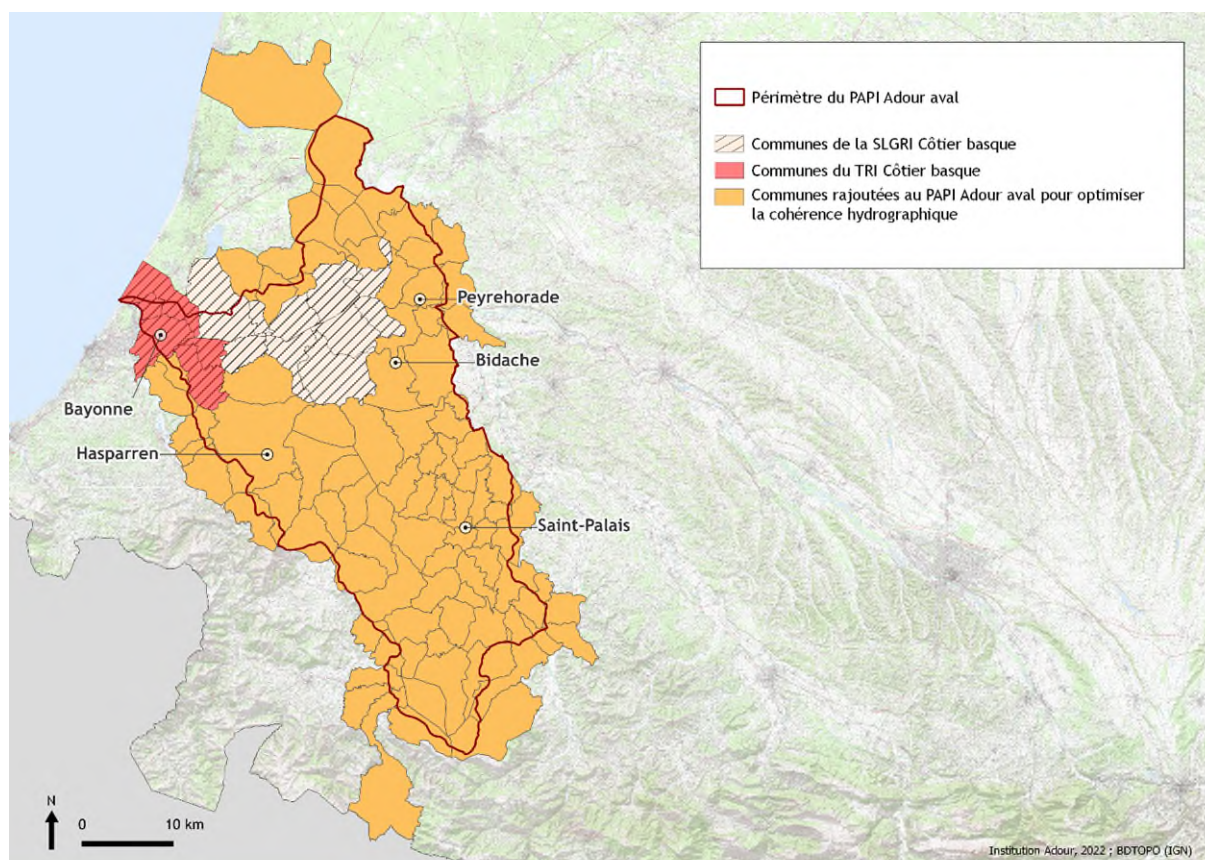 Périmètre du PAPI Adour aval
Communes de la SLGRI Côtier basque
Communes du TRI Côtier basque
Communes rajoutées au PAPI Adour aval pour optimiser
la cohérence hydrographique
Peyrehorade
Bidache
Bayonne
Hasparren
Saint-Palais
N
0 10 km
Institution Adour, 2022 ; BDTOPO (IGN)